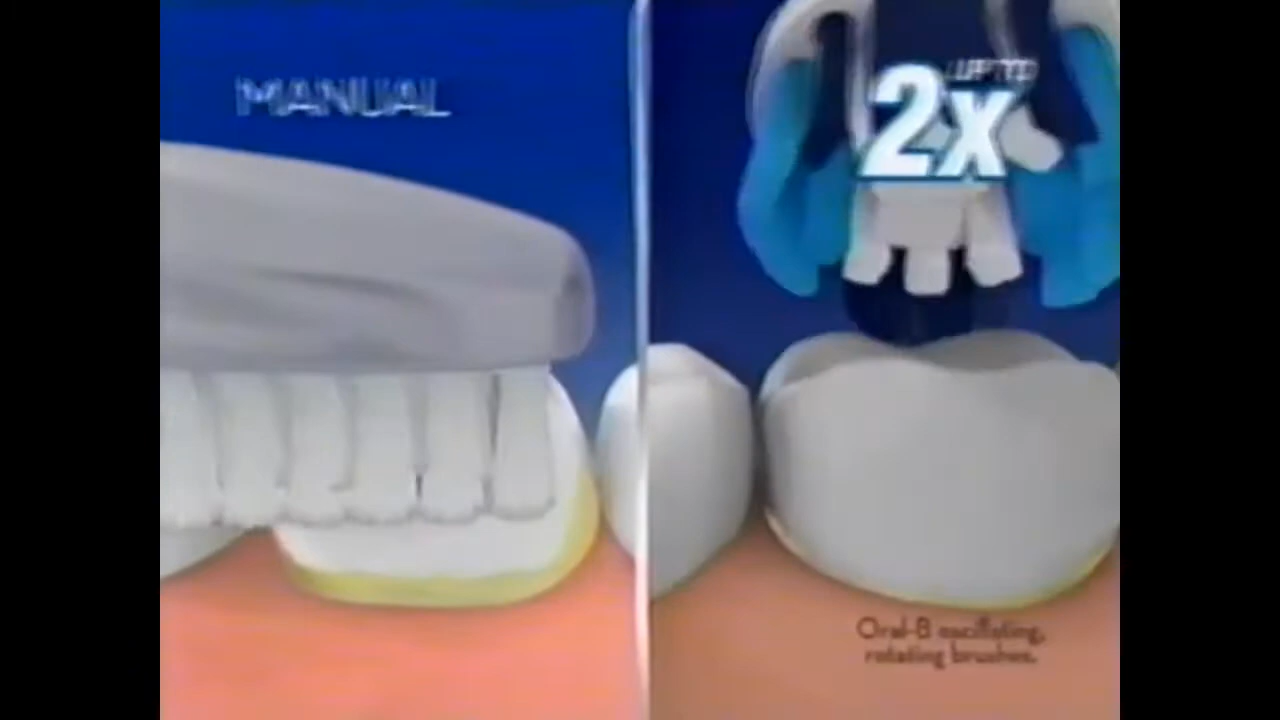 MANUAL
UP TO
2x
Oral-B oscillating,
rotating brushes.